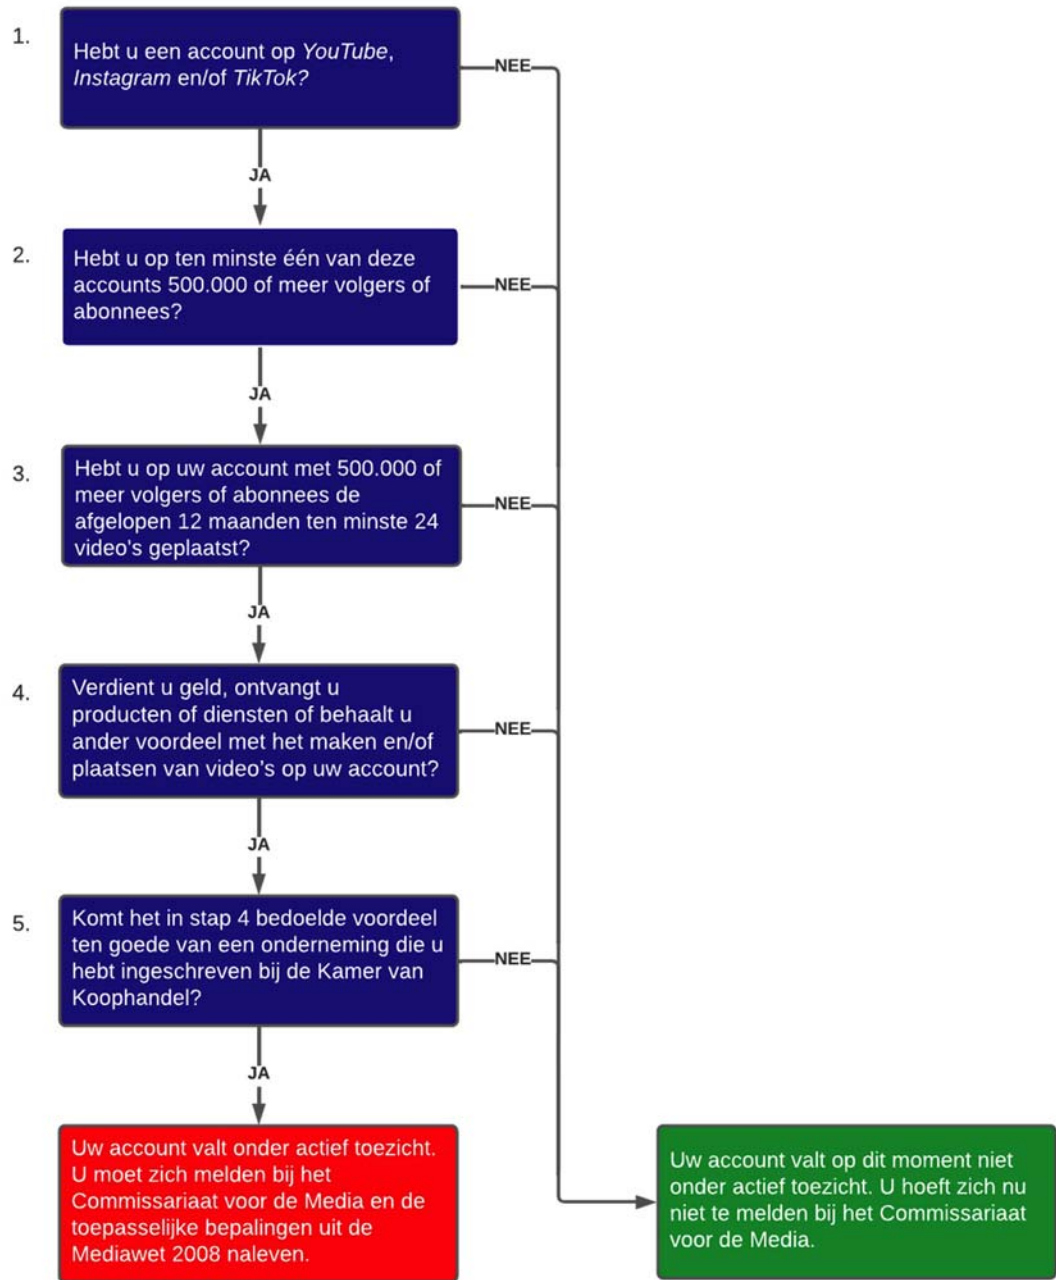 1.
Hebt u een account op YouTube,
Instagram en/of TikTok?
NEE
JA
2.
Hebt u op ten minste één van deze
accounts 500.000 of meer volgers of
abonnees?
NEE
JA
3.
Hebt u op uw account met 500.000 of
meer volgers of abonnees de
afgelopen 12 maanden ten minste 24
video's geplaatst?
NEE
JA
4.
Verdient u geld, ontvangt u
producten of diensten of behaalt u
ander voordeel met het maken en/of
plaatsen van video's op uw account?
NEE
JA
5.
Komt het in stap 4 bedoelde voordeel
ten goede van een onderneming die u
hebt ingeschreven bij de Kamer van
Koophandel?
NEE
JA
Uw account valt onder actief toezicht.
U moet zich melden bij het
Commissariaat voor de Media en de
toepasselijke bepalingen uit de
Mediawet 2008 naleven.
Uw account valt op dit moment niet
onder actief toezicht. U hoeft zich nu
niet te melden bij het Commissariaat
voor de Media.